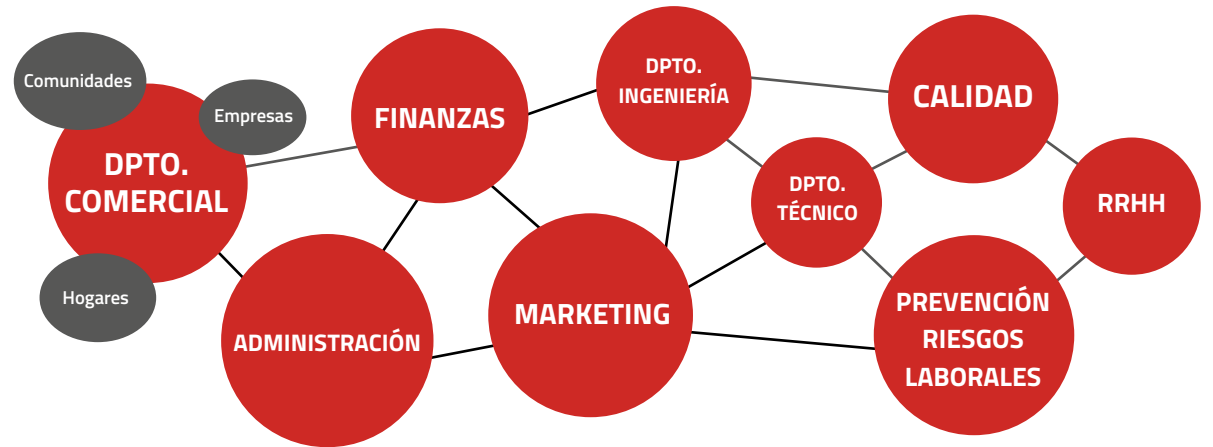 Comunidades
Empresas
DPTO.
COMERCIAL
Hogares
FINANZAS
ADMINISTRACIÓN
MARKETING
DPTO.
INGENIERÍA
DPTO.
TÉCNICO
CALIDAD
RRHH
PREVENCIÓN
RIESGOS
LABORALES